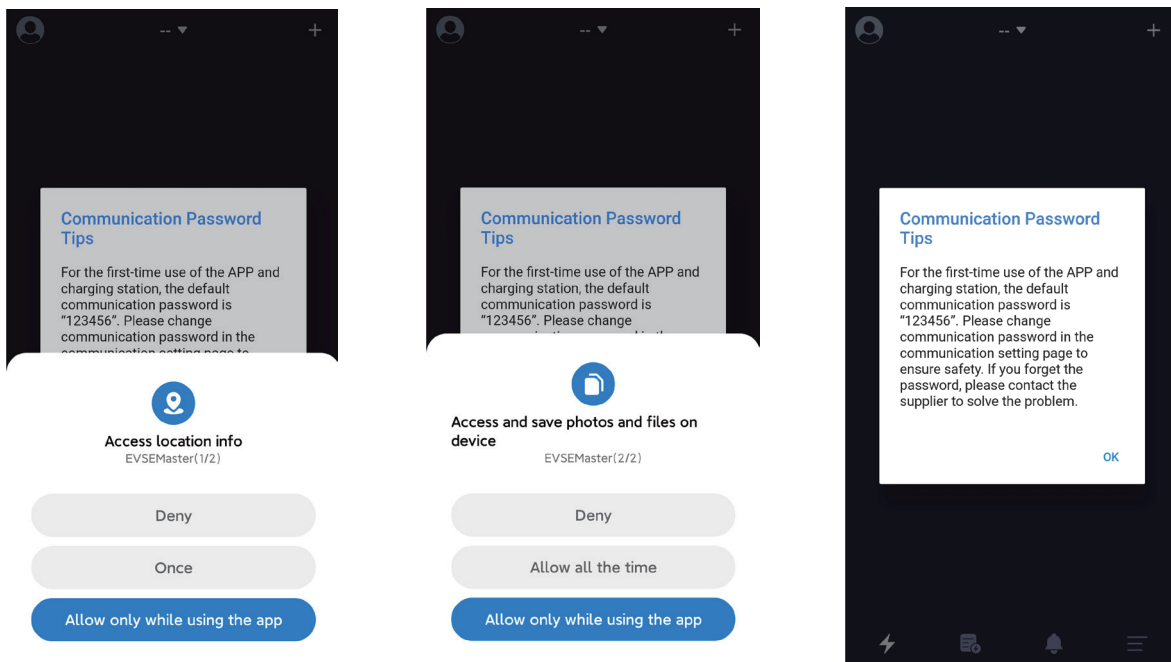 -- ▼ +
Communication Password
Tips
For the first-time use of the APP and
charging station, the default
communication password is
“123456”. Please change
communication password in the
communication setting page to
Access location info
EVSEMaster(1/2)
Deny
Once
Allow only while using the app
-- ▼ +
Communication Password
Tips
For the first-time use of the APP and
charging station, the default
communication password is
“123456”. Please change
Access and save photos and files on
device
EVSEMaster(2/2)
Deny
Allow all the time
Allow only while using the app
-- ▼ +
Communication Password
Tips
For the first-time use of the APP and
charging station, the default
communication password is
“123456”. Please change
communication password in the
communication setting page to
ensure safety. If you forget the
password, please contact the
supplier to solve the problem.
OK